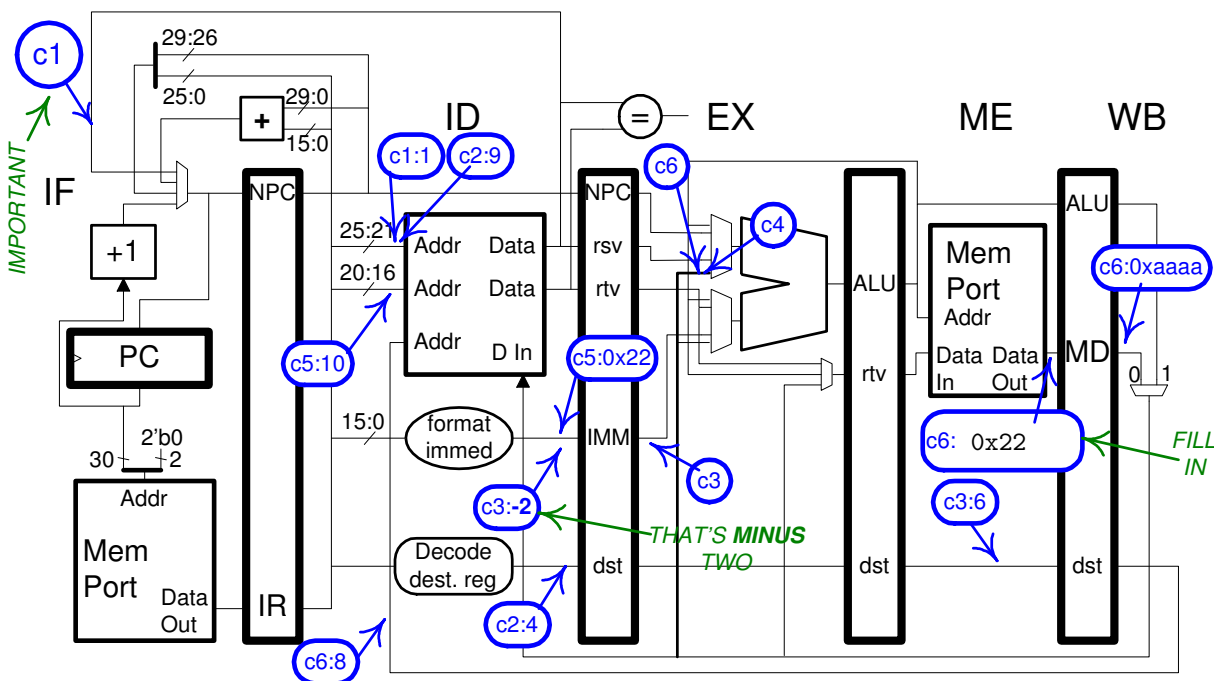 c1
IMPORTANT
29:26
25:0
29:0
+
15:0
IF
ID
=
EX
ME
WB
c1:1
c2:9
c6
c4
NPC
NPC
ALU
25:21
Addr
Data
rsv
+1
20:16
Addr
Data
rtv
ALU
Mem
Port
Addr
c6:0xaaaa
PC
Addr
D In
c5:10
c5:0x22
rtv
Data
In
Data
Out
MD
0
1
15:0
format
immed
IMM
2'b0
30
2
Addr
c6: 0x22
FILL
IN
c3
c3:-2
THAT'S MINUS
TWO
c3:6
Mem
Port
Data
Out
IR
Decode
dest. reg
dst
dst
dst
c2:4
c6:8